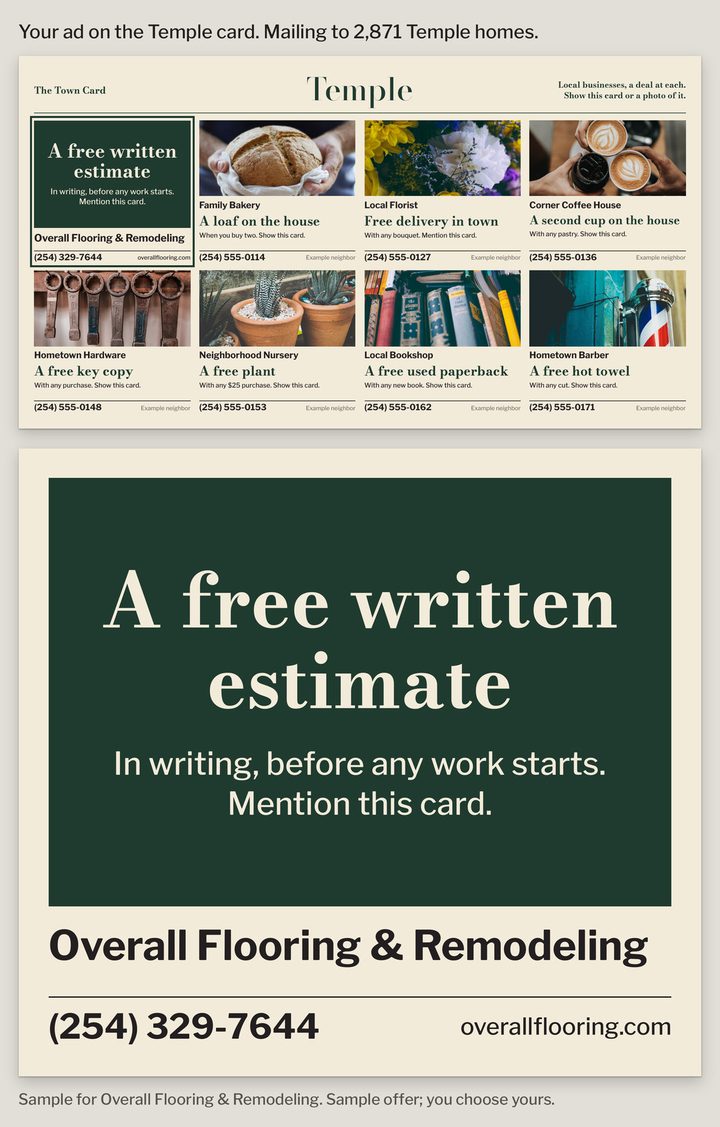 Your ad on the Temple card. Mailing to 2,871 Temple homes.
The Town Card
Temple
Local businesses, a deal at each.
Show this card or a photo of it.
A free written
estimate
In writing, before any work starts.
Mention this card.
Overall Flooring & Remodeling
(254) 329-7644
overallflooring.com
Family Bakery
A loaf on the house
When you buy two. Show this card.
(254) 555-0114
Example neighbor
Local Florist
Free delivery in town
With any bouquet. Mention this card.
(254) 555-0127
Example neighbor
Corner Coffee House
A second cup on the house
With any pastry. Show this card.
(254) 555-0136
Example neighbor
Hometown Hardware
A free key copy
With any purchase. Show this card.
(254) 555-0148
Example neighbor
Neighborhood Nursery
A free plant
With any $25 purchase. Show this card.
(254) 555-0153
Example neighbor
Local Bookshop
A free used paperback
With any new book. Show this card.
(254) 555-0162
Example neighbor
Hometown Barber
A free hot towel
With any cut. Show this card.
(254) 555-0171
Example neighbor
A free written
estimate
In writing, before any work starts.
Mention this card.
Overall Flooring & Remodeling
(254) 329-7644
overallflooring.com
Sample for Overall Flooring & Remodeling. Sample offer; you choose yours.